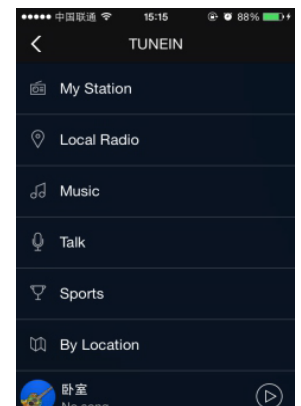 中国联通 15:15 88%
TUNEIN
My Station
Local Radio
Music
Talk
Sports
By Location
卧室
No song